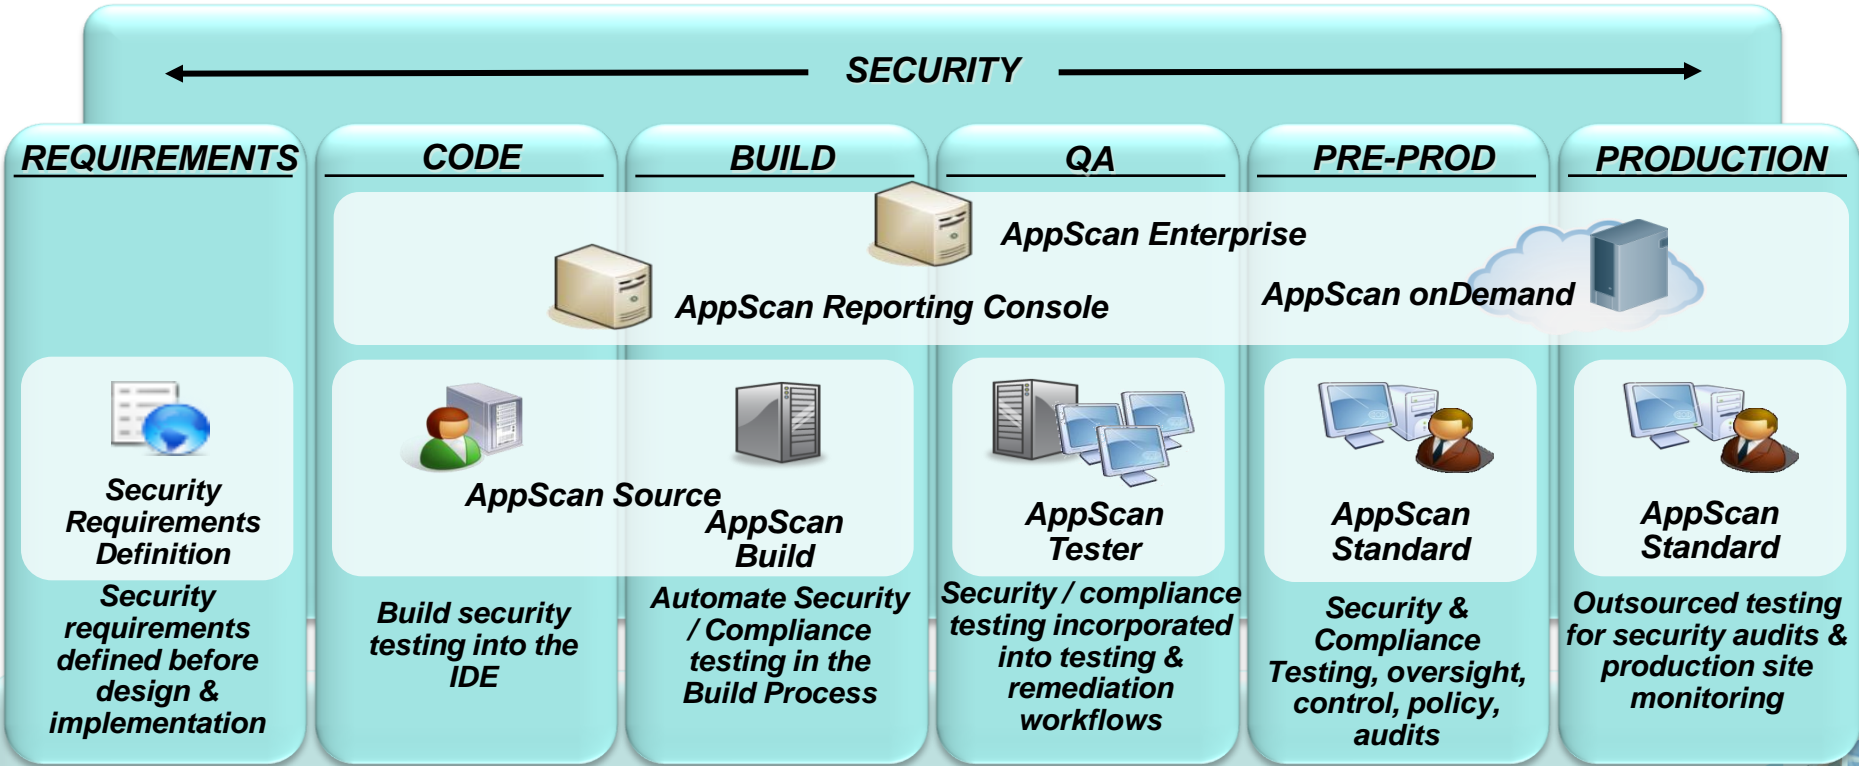 SECURITY
REQUIREMENTS
CODE
BUILD
QA
PRE-PROD
PRODUCTION
AppScan Enterprise
AppScan Reporting Console
AppScan onDemand
Security
Requirements
Definition
AppScan Source
AppScan
Build
AppScan
Tester
AppScan
Standard
AppScan
Standard
Security
requirements
defined before
design &
implementation
Build security
testing into the
IDE
Automate Security
/ Compliance
testing in the
Build Process
Security / compliance
testing incorporated
into testing &
remediation
workflows
Security &
Compliance
Testing, oversight,
control, policy,
audits
Outsourced testing
for security audits &
production site
monitoring